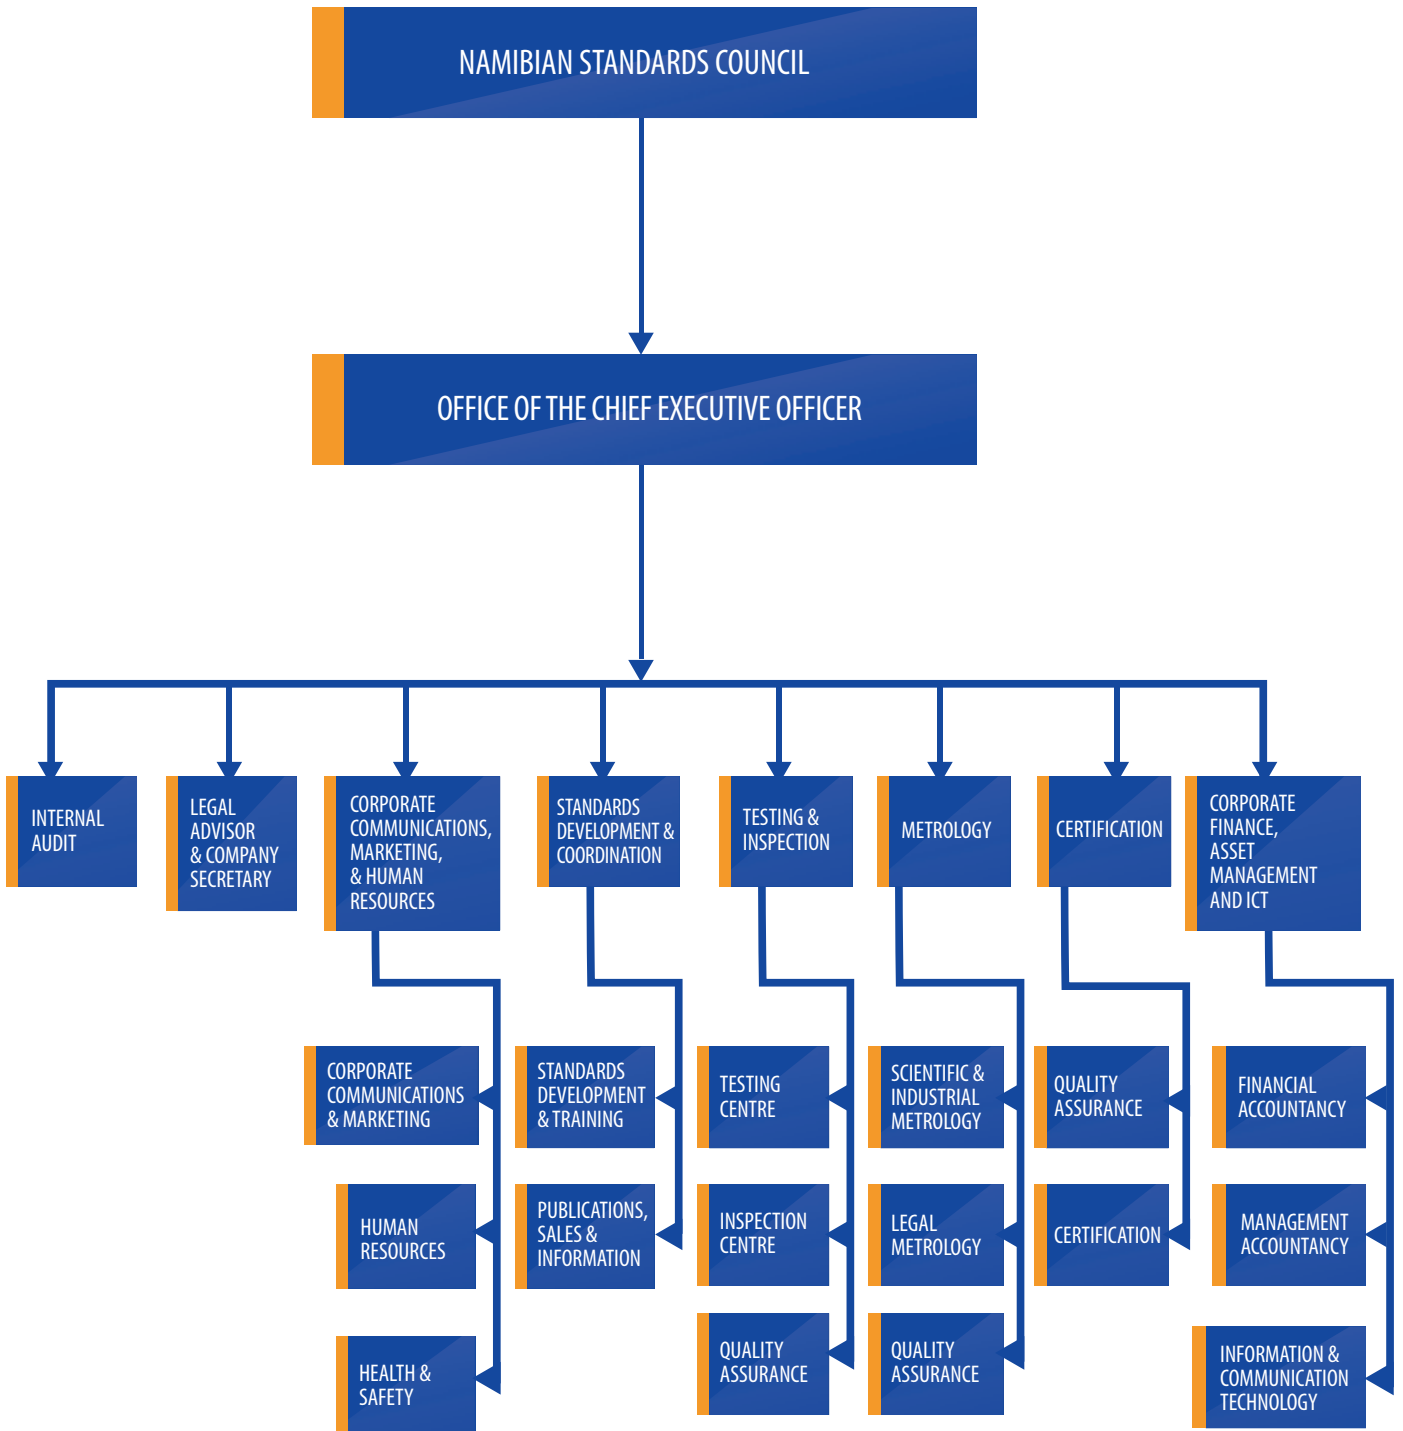 NAMIBIAN STANDARDS COUNCIL
OFFICE OF THE CHIEF EXECUTIVE OFFICER
INTERNAL
AUDIT
LEGAL
ADVISOR
& COMPANY
SECRETARY
CORPORATE
COMMUNICATIONS,
MARKETING,
& HUMAN
RESOURCES
STANDARDS
DEVELOPMENT &
COORDINATION
TESTING &
INSPECTION
METROLOGY
CERTIFICATION
CORPORATE
FINANCE,
ASSET
MANAGEMENT
AND ICT
CORPORATE
COMMUNICATIONS
& MARKETING
STANDARDS
DEVELOPMENT
& TRAINING
TESTING
CENTRE
SCIENTIFIC &
INDUSTRIAL
METROLOGY
QUALITY
ASSURANCE
FINANCIAL
ACCOUNTANCY
HUMAN
RESOURCES
PUBLICATIONS,
SALES &
INFORMATION
INSPECTION
CENTRE
LEGAL
METROLOGY
CERTIFICATION
MANAGEMENT
ACCOUNTANCY
HEALTH &
SAFETY
QUALITY
ASSURANCE
QUALITY
ASSURANCE
INFORMATION &
COMMUNICATION
TECHNOLOGY